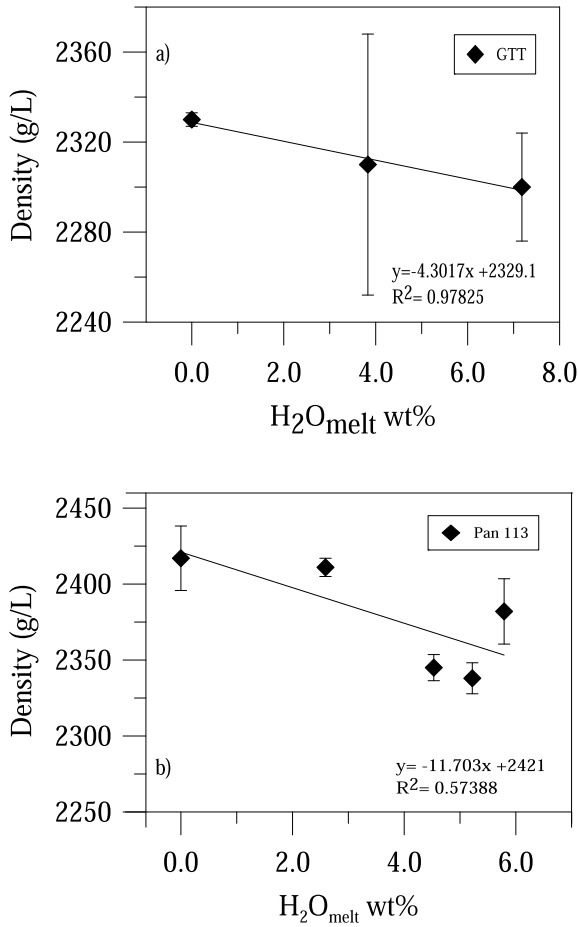 2360
a)
GTT
2320
Density (g/L)
2280
y=-4.3017x +2329.1
R2= 0.97825
2240
0.0 2.0 4.0 6.0 8.0
H2Omelt wt%
2450
Pan 113
2400
Density (g/L)
2350
2300
b)
y= -11.703x +2421
R2= 0.57388
2250
0.0 2.0 4.0 6.0
H2Omelt wt%